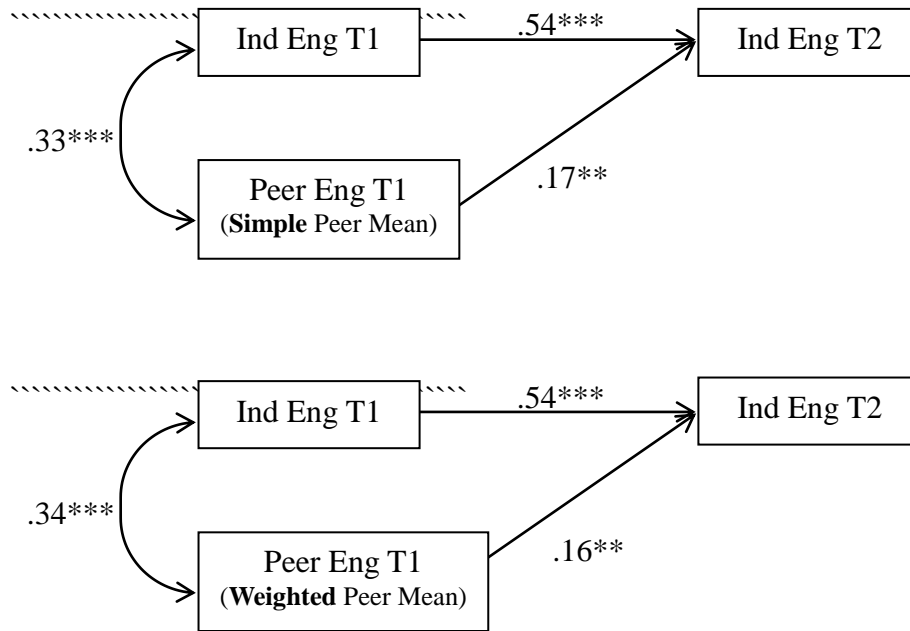 Ind Eng T1
.54***
Ind Eng T2
.33***
Peer Eng T1
(Simple Peer Mean)
.17**
Ind Eng T1
.54***
Ind Eng T2
.34***
Peer Eng T1
(Weighted Peer Mean)
.16**